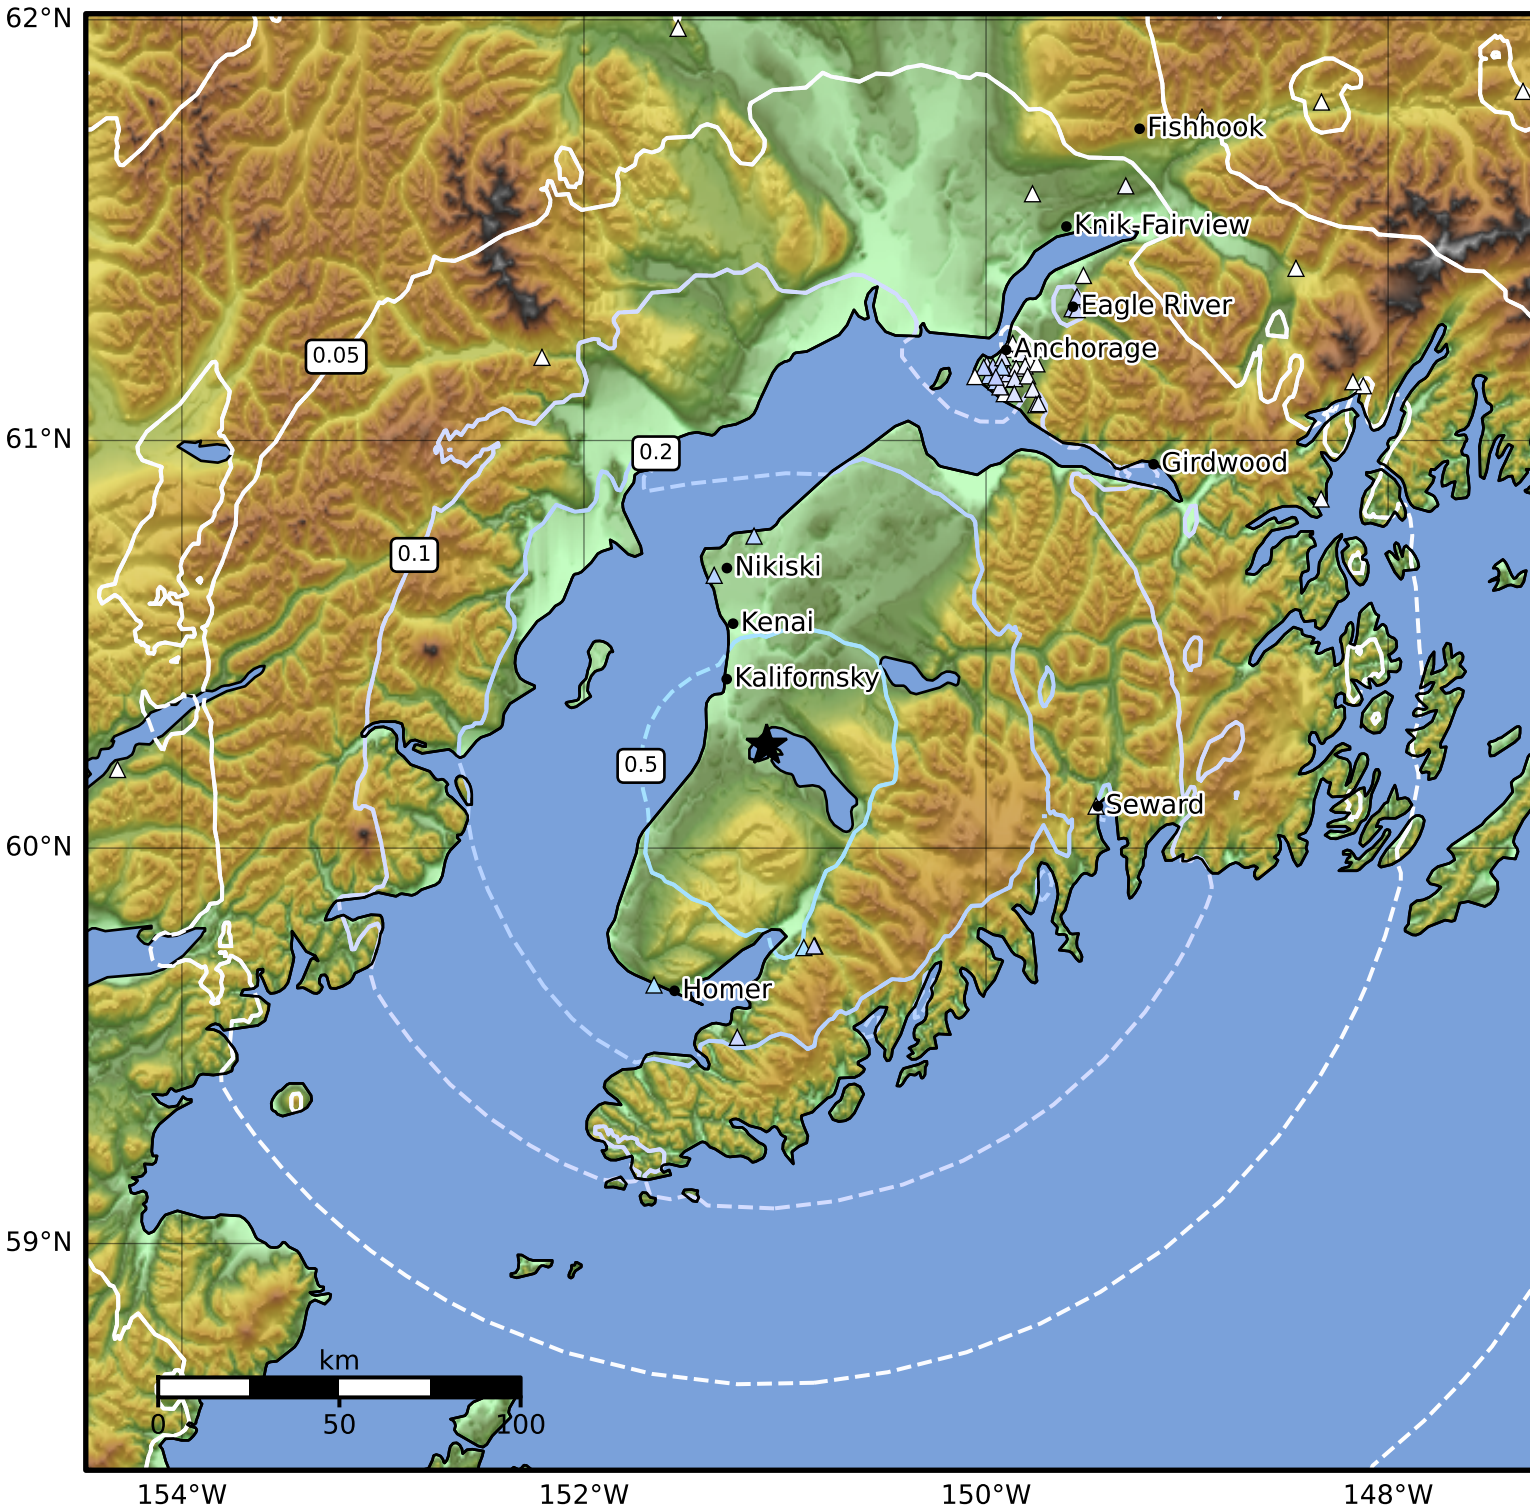 62°N
Fishhook
Knik-Fairview
Eagle River
Anchorage
0.05
61°N
0.2
Girdwood
0.1
Nikiski
Kenai
Kalifornsky
0.5
Seward
60°N
Homer
59°N
km
0 50 100
154°W 152°W 150°W 148°W